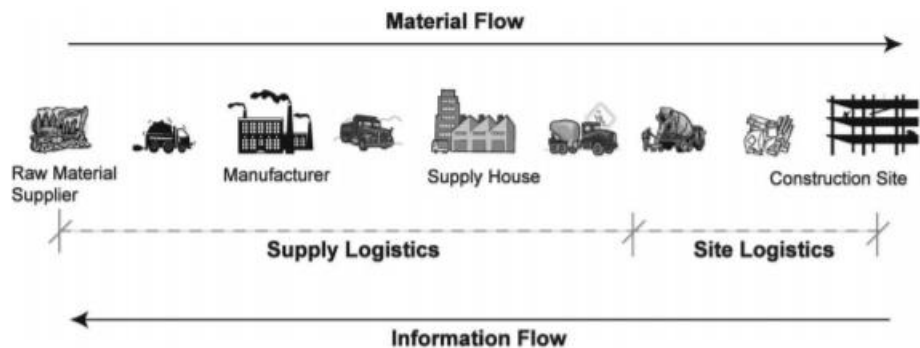 Material Flow
Raw Material
Supplier
Manufacturer
Supply House
Construction Site
Supply Logistics
Site Logistics
Information Flow